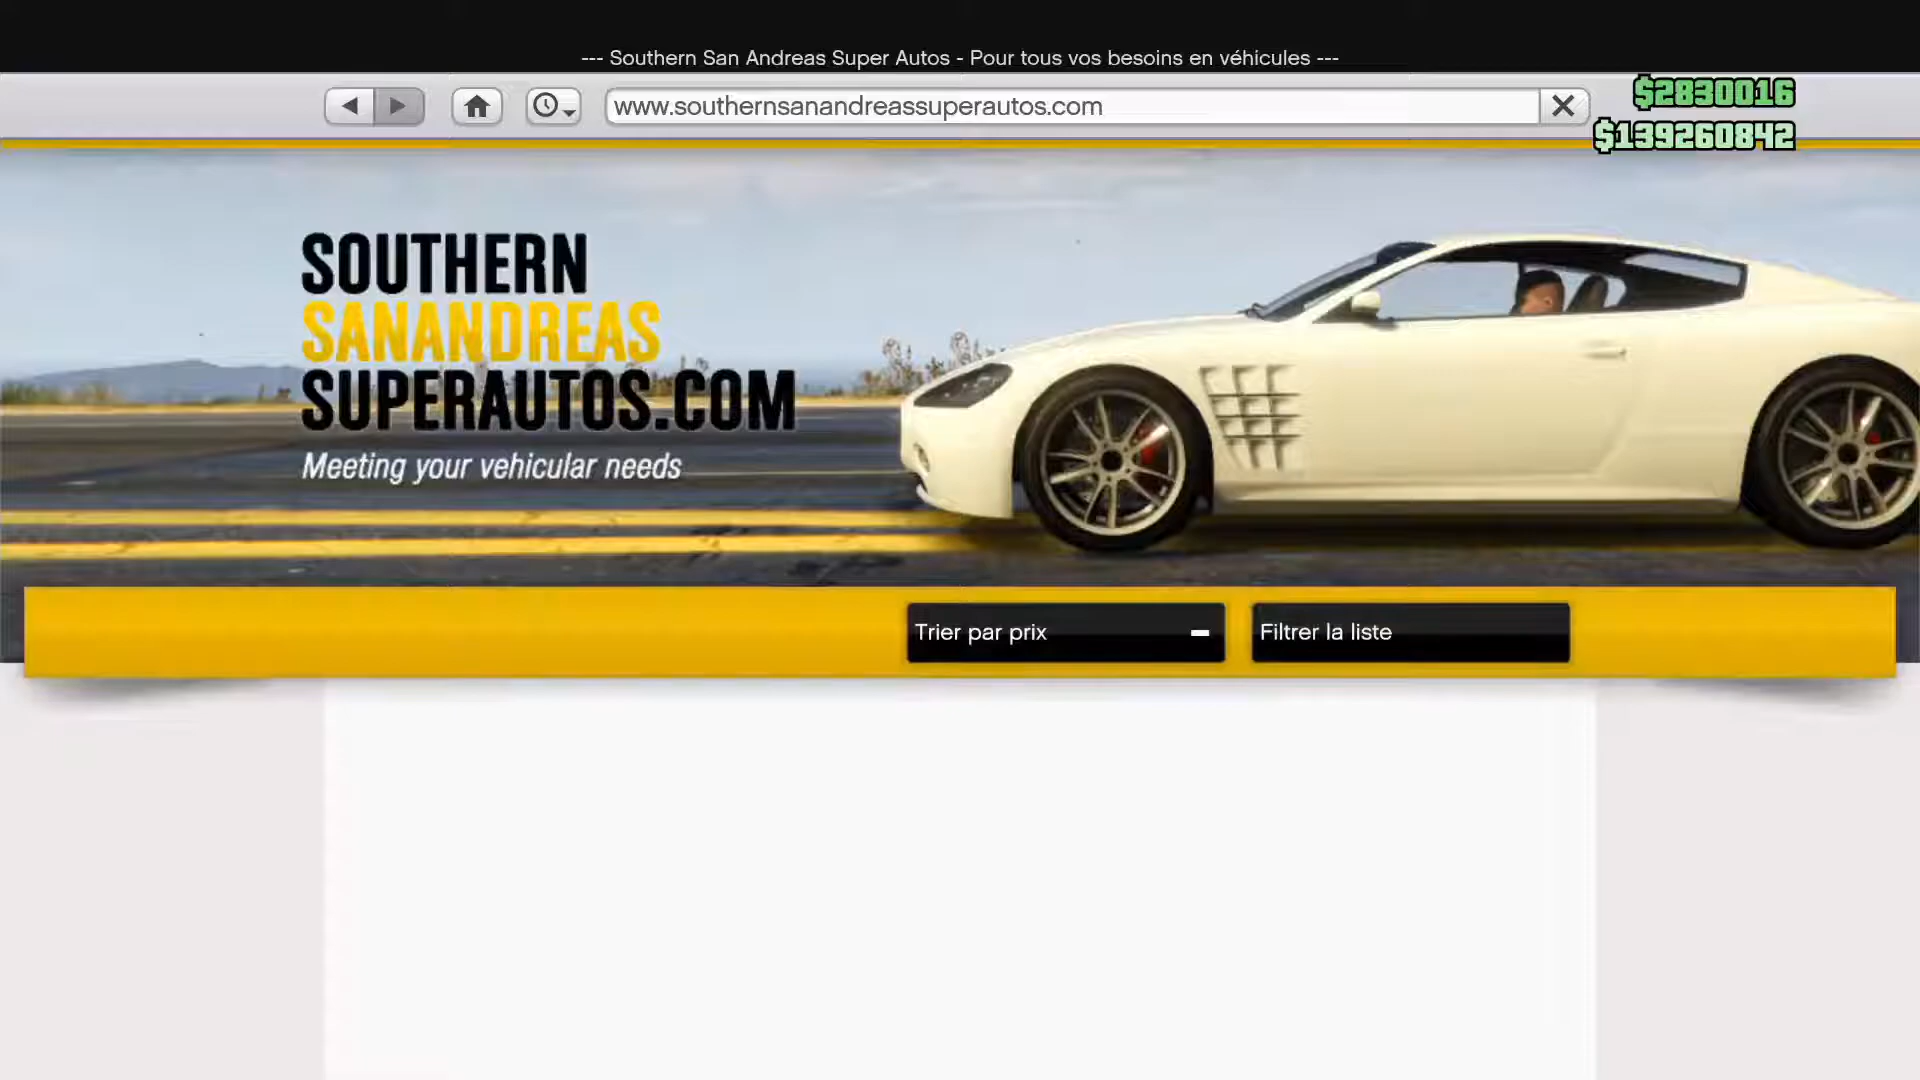 --- Southern San Andreas Super Autos - Pour tous vos besoins en véhicules ---
www.southernsanandreassuperautos.com
$2830016
$139260842
SOUTHERN
SANANDREAS
SUPERAUTOS.COM
Meeting your vehicular needs
Trier par prix
Filtrer la liste